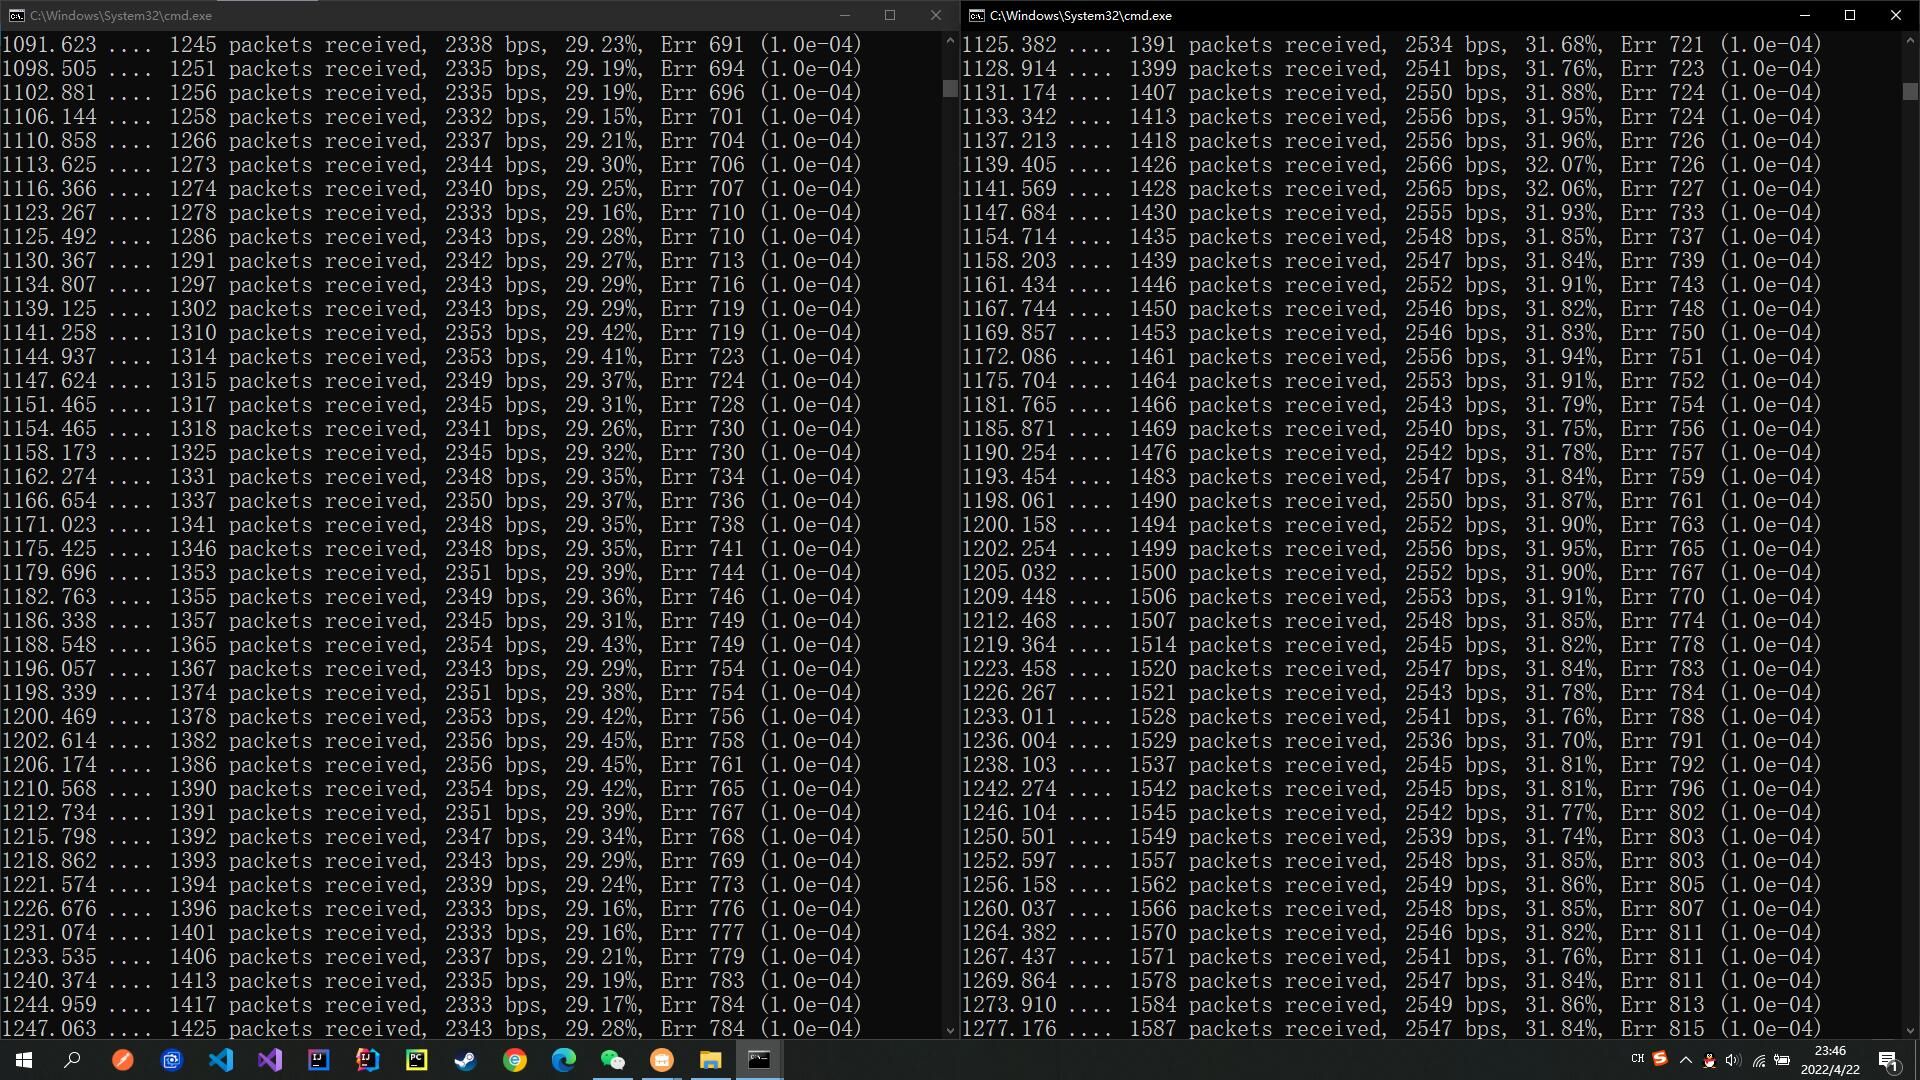 C:\Windows\System32\cmd.exe
1091.623 .... 1245 packets received, 2338 bps, 29.23%, Err 691 (1.0e-04)
1098.505 .... 1251 packets received, 2335 bps, 29.19%, Err 694 (1.0e-04)
1102.881 .... 1256 packets received, 2335 bps, 29.19%, Err 696 (1.0e-04)
1106.144 .... 1258 packets received, 2332 bps, 29.15%, Err 701 (1.0e-04)
1110.858 .... 1266 packets received, 2337 bps, 29.21%, Err 704 (1.0e-04)
1113.625 .... 1273 packets received, 2344 bps, 29.30%, Err 706 (1.0e-04)
1116.366 .... 1274 packets received, 2340 bps, 29.25%, Err 707 (1.0e-04)
1123.267 .... 1278 packets received, 2333 bps, 29.16%, Err 710 (1.0e-04)
1125.492 .... 1286 packets received, 2343 bps, 29.28%, Err 710 (1.0e-04)
1130.367 .... 1291 packets received, 2342 bps, 29.27%, Err 713 (1.0e-04)
1134.807 .... 1297 packets received, 2343 bps, 29.29%, Err 716 (1.0e-04)
1139.125 .... 1302 packets received, 2343 bps, 29.29%, Err 719 (1.0e-04)
1141.258 .... 1310 packets received, 2353 bps, 29.42%, Err 719 (1.0e-04)
1144.937 .... 1314 packets received, 2353 bps, 29.41%, Err 723 (1.0e-04)
1147.624 .... 1315 packets received, 2349 bps, 29.37%, Err 724 (1.0e-04)
1151.465 .... 1317 packets received, 2345 bps, 29.31%, Err 728 (1.0e-04)
1154.465 .... 1318 packets received, 2341 bps, 29.26%, Err 730 (1.0e-04)
1158.173 .... 1325 packets received, 2345 bps, 29.32%, Err 730 (1.0e-04)
1162.274 .... 1331 packets received, 2348 bps, 29.35%, Err 734 (1.0e-04)
1166.654 .... 1337 packets received, 2350 bps, 29.37%, Err 736 (1.0e-04)
1171.023 .... 1341 packets received, 2348 bps, 29.35%, Err 738 (1.0e-04)
1175.425 .... 1346 packets received, 2348 bps, 29.35%, Err 741 (1.0e-04)
1179.696 .... 1353 packets received, 2351 bps, 29.39%, Err 744 (1.0e-04)
1182.763 .... 1355 packets received, 2349 bps, 29.36%, Err 746 (1.0e-04)
1186.338 .... 1357 packets received, 2345 bps, 29.31%, Err 749 (1.0e-04)
1188.548 .... 1365 packets received, 2354 bps, 29.43%, Err 749 (1.0e-04)
1196.057 .... 1367 packets received, 2343 bps, 29.29%, Err 754 (1.0e-04)
1198.339 .... 1374 packets received, 2351 bps, 29.38%, Err 754 (1.0e-04)
1200.469 .... 1378 packets received, 2353 bps, 29.42%, Err 756 (1.0e-04)
1202.614 .... 1382 packets received, 2356 bps, 29.45%, Err 758 (1.0e-04)
1206.174 .... 1386 packets received, 2356 bps, 29.45%, Err 761 (1.0e-04)
1210.568 .... 1390 packets received, 2354 bps, 29.42%, Err 765 (1.0e-04)
1212.734 .... 1391 packets received, 2351 bps, 29.39%, Err 767 (1.0e-04)
1215.798 .... 1392 packets received, 2347 bps, 29.34%, Err 768 (1.0e-04)
1218.862 .... 1393 packets received, 2343 bps, 29.29%, Err 769 (1.0e-04)
1221.574 .... 1394 packets received, 2339 bps, 29.24%, Err 773 (1.0e-04)
1226.676 .... 1396 packets received, 2333 bps, 29.16%, Err 776 (1.0e-04)
1231.074 .... 1401 packets received, 2333 bps, 29.16%, Err 777 (1.0e-04)
1233.535 .... 1406 packets received, 2337 bps, 29.21%, Err 779 (1.0e-04)
1240.374 .... 1413 packets received, 2335 bps, 29.19%, Err 783 (1.0e-04)
1244.959 .... 1417 packets received, 2333 bps, 29.17%, Err 784 (1.0e-04)
1247.063 .... 1425 packets received, 2343 bps, 29.28%, Err 784 (1.0e-04)
C:\Windows\System32\cmd.exe
1125.382 .... 1391 packets received, 2534 bps, 31.68%, Err 721 (1.0e-04)
1128.914 .... 1399 packets received, 2541 bps, 31.76%, Err 723 (1.0e-04)
1131.174 .... 1407 packets received, 2550 bps, 31.88%, Err 724 (1.0e-04)
1133.342 .... 1413 packets received, 2556 bps, 31.95%, Err 724 (1.0e-04)
1137.213 .... 1418 packets received, 2556 bps, 31.96%, Err 726 (1.0e-04)
1139.405 .... 1426 packets received, 2566 bps, 32.07%, Err 726 (1.0e-04)
1141.569 .... 1428 packets received, 2565 bps, 32.06%, Err 727 (1.0e-04)
1147.684 .... 1430 packets received, 2555 bps, 31.93%, Err 733 (1.0e-04)
1154.714 .... 1435 packets received, 2548 bps, 31.85%, Err 737 (1.0e-04)
1158.203 .... 1439 packets received, 2547 bps, 31.84%, Err 739 (1.0e-04)
1161.434 .... 1446 packets received, 2552 bps, 31.91%, Err 743 (1.0e-04)
1167.744 .... 1450 packets received, 2546 bps, 31.82%, Err 748 (1.0e-04)
1169.857 .... 1453 packets received, 2546 bps, 31.83%, Err 750 (1.0e-04)
1172.086 .... 1461 packets received, 2556 bps, 31.94%, Err 751 (1.0e-04)
1175.704 .... 1464 packets received, 2553 bps, 31.91%, Err 752 (1.0e-04)
1181.765 .... 1466 packets received, 2543 bps, 31.79%, Err 754 (1.0e-04)
1185.871 .... 1469 packets received, 2540 bps, 31.75%, Err 756 (1.0e-04)
1190.254 .... 1476 packets received, 2542 bps, 31.78%, Err 757 (1.0e-04)
1193.454 .... 1483 packets received, 2547 bps, 31.84%, Err 759 (1.0e-04)
1198.061 .... 1490 packets received, 2550 bps, 31.87%, Err 761 (1.0e-04)
1200.158 .... 1494 packets received, 2552 bps, 31.90%, Err 763 (1.0e-04)
1202.254 .... 1499 packets received, 2556 bps, 31.95%, Err 765 (1.0e-04)
1205.032 .... 1500 packets received, 2552 bps, 31.90%, Err 767 (1.0e-04)
1209.448 .... 1506 packets received, 2553 bps, 31.91%, Err 770 (1.0e-04)
1212.468 .... 1507 packets received, 2548 bps, 31.85%, Err 774 (1.0e-04)
1219.364 .... 1514 packets received, 2545 bps, 31.82%, Err 778 (1.0e-04)
1223.458 .... 1520 packets received, 2547 bps, 31.84%, Err 783 (1.0e-04)
1226.267 .... 1521 packets received, 2543 bps, 31.78%, Err 784 (1.0e-04)
1233.011 .... 1528 packets received, 2541 bps, 31.76%, Err 788 (1.0e-04)
1236.004 .... 1529 packets received, 2536 bps, 31.70%, Err 791 (1.0e-04)
1238.103 .... 1537 packets received, 2545 bps, 31.81%, Err 792 (1.0e-04)
1242.274 .... 1542 packets received, 2545 bps, 31.81%, Err 796 (1.0e-04)
1246.104 .... 1545 packets received, 2542 bps, 31.77%, Err 802 (1.0e-04)
1250.501 .... 1549 packets received, 2539 bps, 31.74%, Err 803 (1.0e-04)
1252.597 .... 1557 packets received, 2548 bps, 31.85%, Err 803 (1.0e-04)
1256.158 .... 1562 packets received, 2549 bps, 31.86%, Err 805 (1.0e-04)
1260.037 .... 1566 packets received, 2548 bps, 31.85%, Err 807 (1.0e-04)
1264.382 .... 1570 packets received, 2546 bps, 31.82%, Err 811 (1.0e-04)
1267.437 .... 1571 packets received, 2541 bps, 31.76%, Err 811 (1.0e-04)
1269.864 .... 1578 packets received, 2547 bps, 31.84%, Err 811 (1.0e-04)
1273.910 .... 1584 packets received, 2549 bps, 31.86%, Err 813 (1.0e-04)
1277.176 .... 1587 packets received, 2547 bps, 31.84%, Err 815 (1.0e-04)
IJ
IJ
PC
CH
23:46
2022/4/22
1